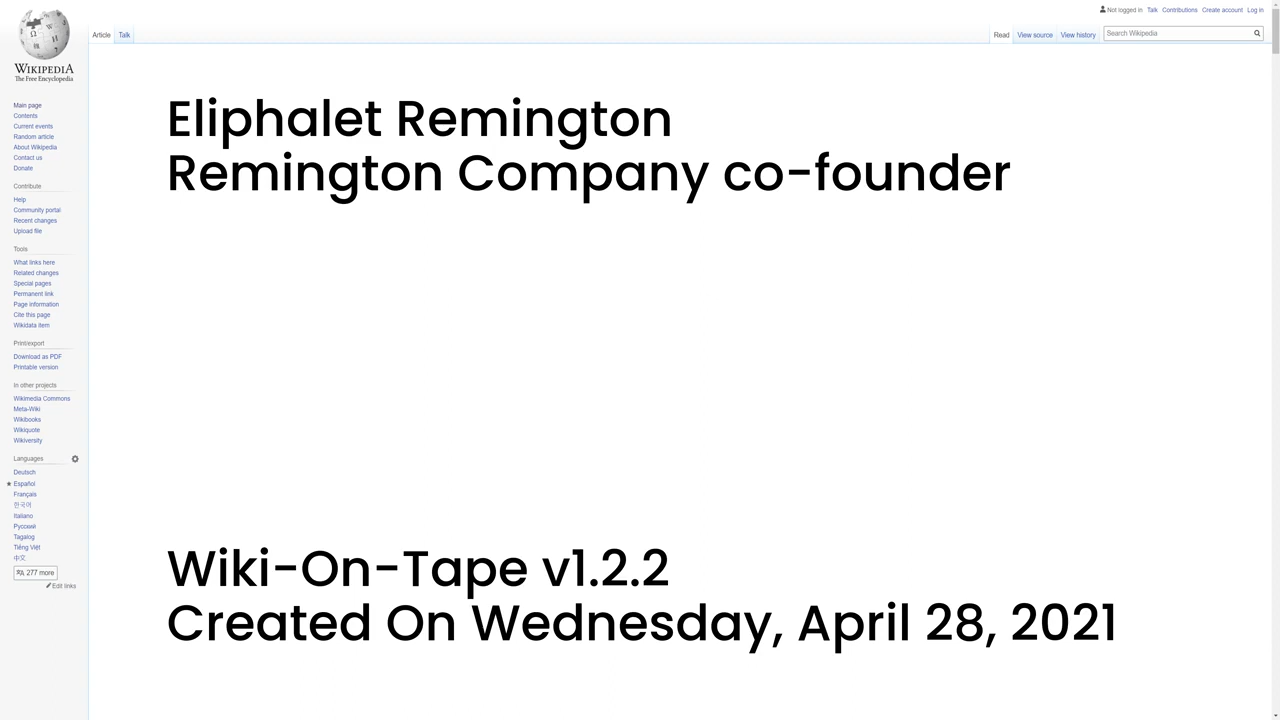 Not logged in Talk Contributions Create account Log in
Article Talk Read View source View history Search Wikipedia
WIKIPEDIA
The Free Encyclopedia
Main page
Contents
Current events
Random article
About Wikipedia
Contact us
Donate
Contribute
Help
Community portal
Recent changes
Upload file
Tools
What links here
Related changes
Special pages
Permanent link
Page information
Cite this page
Wikidata item
Print/export
Download as PDF
Printable version
In other projects
Wikimedia Commons
Meta-Wiki
Wikibooks
Wikiquote
Wikiversity
Languages
Deutsch
Español
Français
한국어
Italiano
Русский
Tagalog
Tiếng Việt
中文
277 more
Edit links
Eliphalet Remington
Remington Company co-founder
Wiki-On-Tape v1.2.2
Created On Wednesday, April 28, 2021